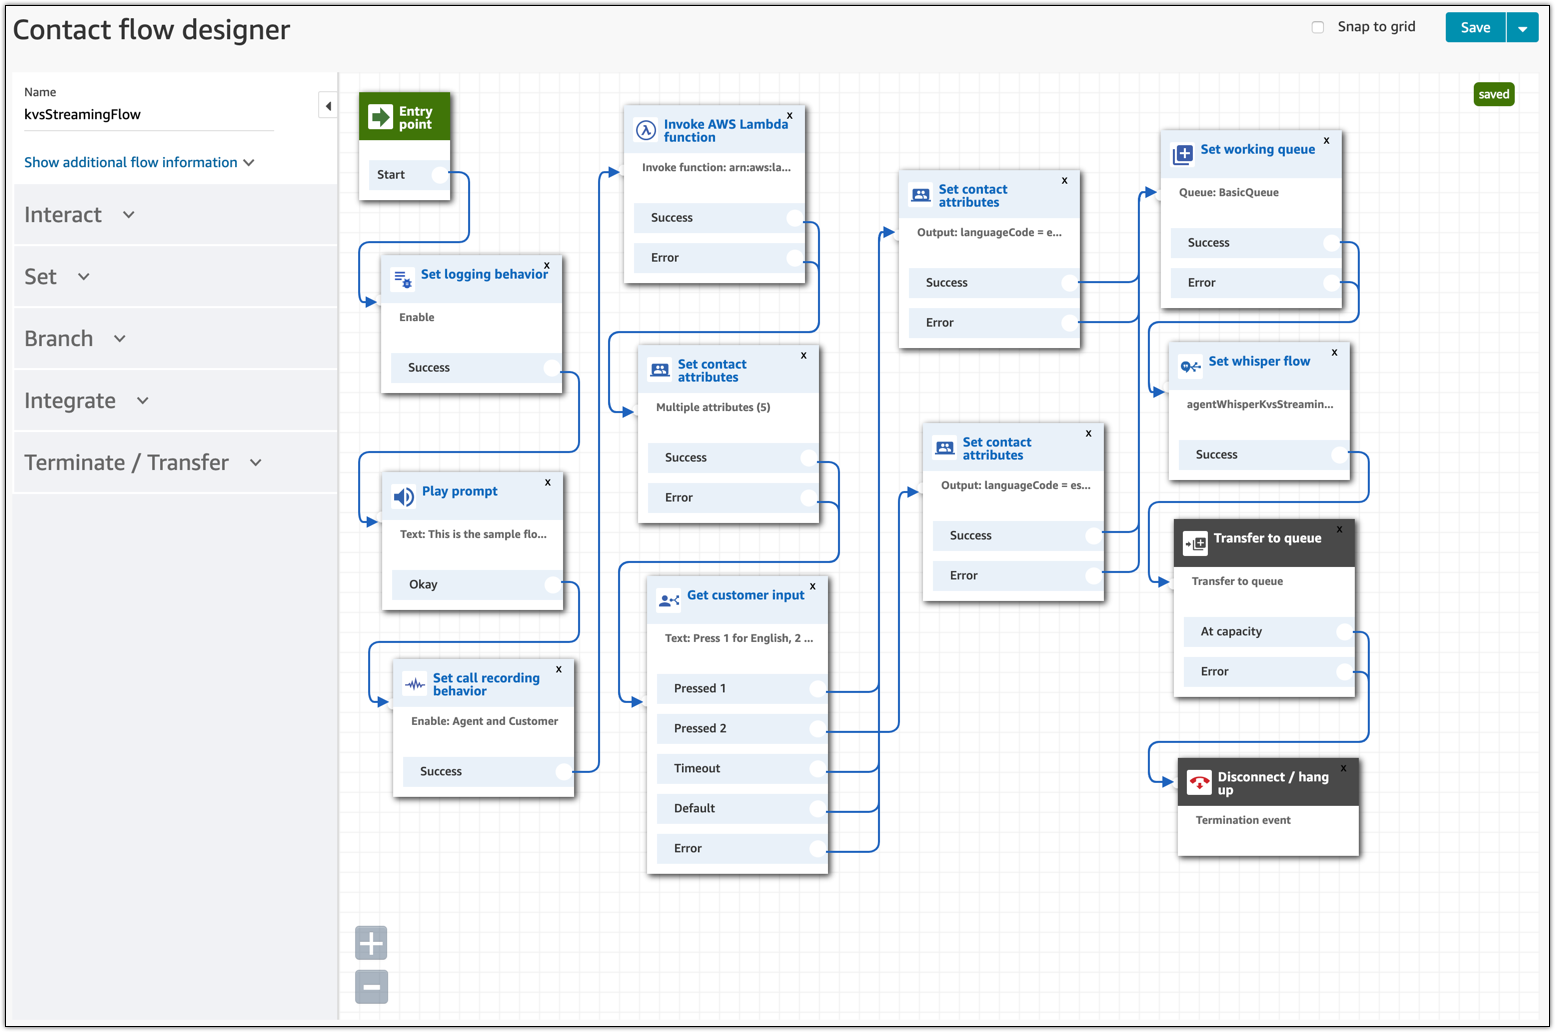 Contact flow designer
Snap to grid
Save
Name
kvsStreamingFlow
Show additional flow information
Interact
Set
Branch
Integrate
Terminate / Transfer
saved
Entry
point
Start
x
Set logging behavior
Enable
Success
x
Play prompt
Text: This is the sample flo...
Okay
x
Set call recording
behavior
Enable: Agent and Customer
Success
x
Invoke AWS Lambda
function
Invoke function: arn:aws:la...
Success
Error
x
Set contact
attributes
Multiple attributes (5)
Success
Error
x
Get customer input
Text: Press 1 for English, 2 ...
Pressed 1
Pressed 2
Timeout
Default
Error
x
Set contact
attributes
Output: languageCode = e...
Success
Error
x
Set contact
attributes
Output: languageCode = es...
Success
Error
x
Set working queue
Queue: BasicQueue
Success
Error
x
Set whisper flow
agentWhisperKvsStreamin...
Success
x
Transfer to queue
Transfer to queue
At capacity
Error
x
Disconnect / hang
up
Termination event